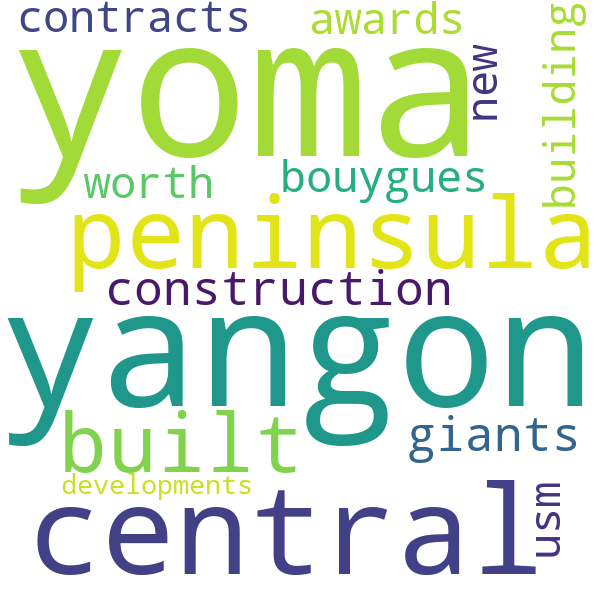 contracts
awards
yoma
new
building
worth
bouygues
peninsula
construction
yangon
built
giants
developments
central
usm